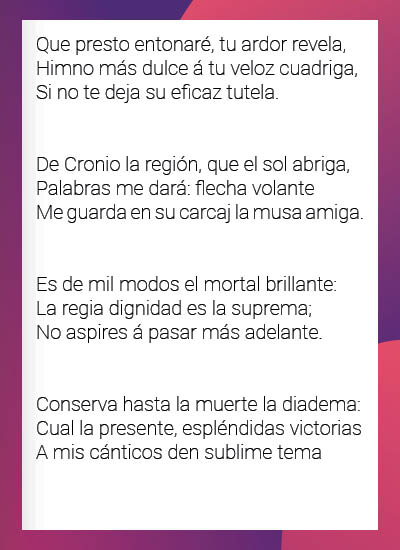 Que presto entonaré, tu ardor revela,
Himno más dulce á tu veloz cuadriga,
Si no te deja su eficaz tutela.
De Cronio la región, que el sol abriga,
Palabras me dará: flecha volante
Me guarda en su carcaj la musa amiga.
Es de mil modos el mortal brillante:
La regia dignidad es la suprema;
No aspires á pasar más adelante.
Conserva hasta la muerte la diadema:
Cual la presente, espléndidas victorias
A mis cánticos den sublime tema